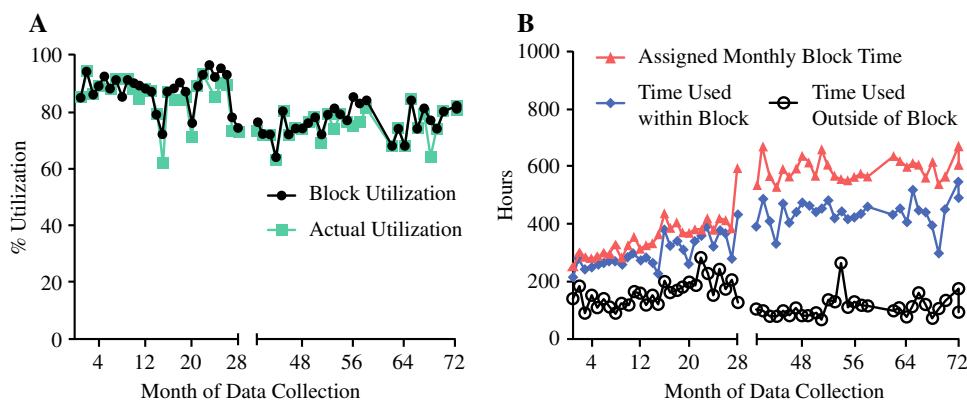 A
100
80
60
40
20
0
% Utilization
Block Utilization
Actual Utilization
4 12 20 28 48 56 64 72
Month of Data Collection
B
1000
800
600
400
200
0
Hours
Assigned Monthly Block Time
Time Used
within Block
Time Used
Outside of Block
4 12 20 28 48 56 64 72
Month of Data Collection